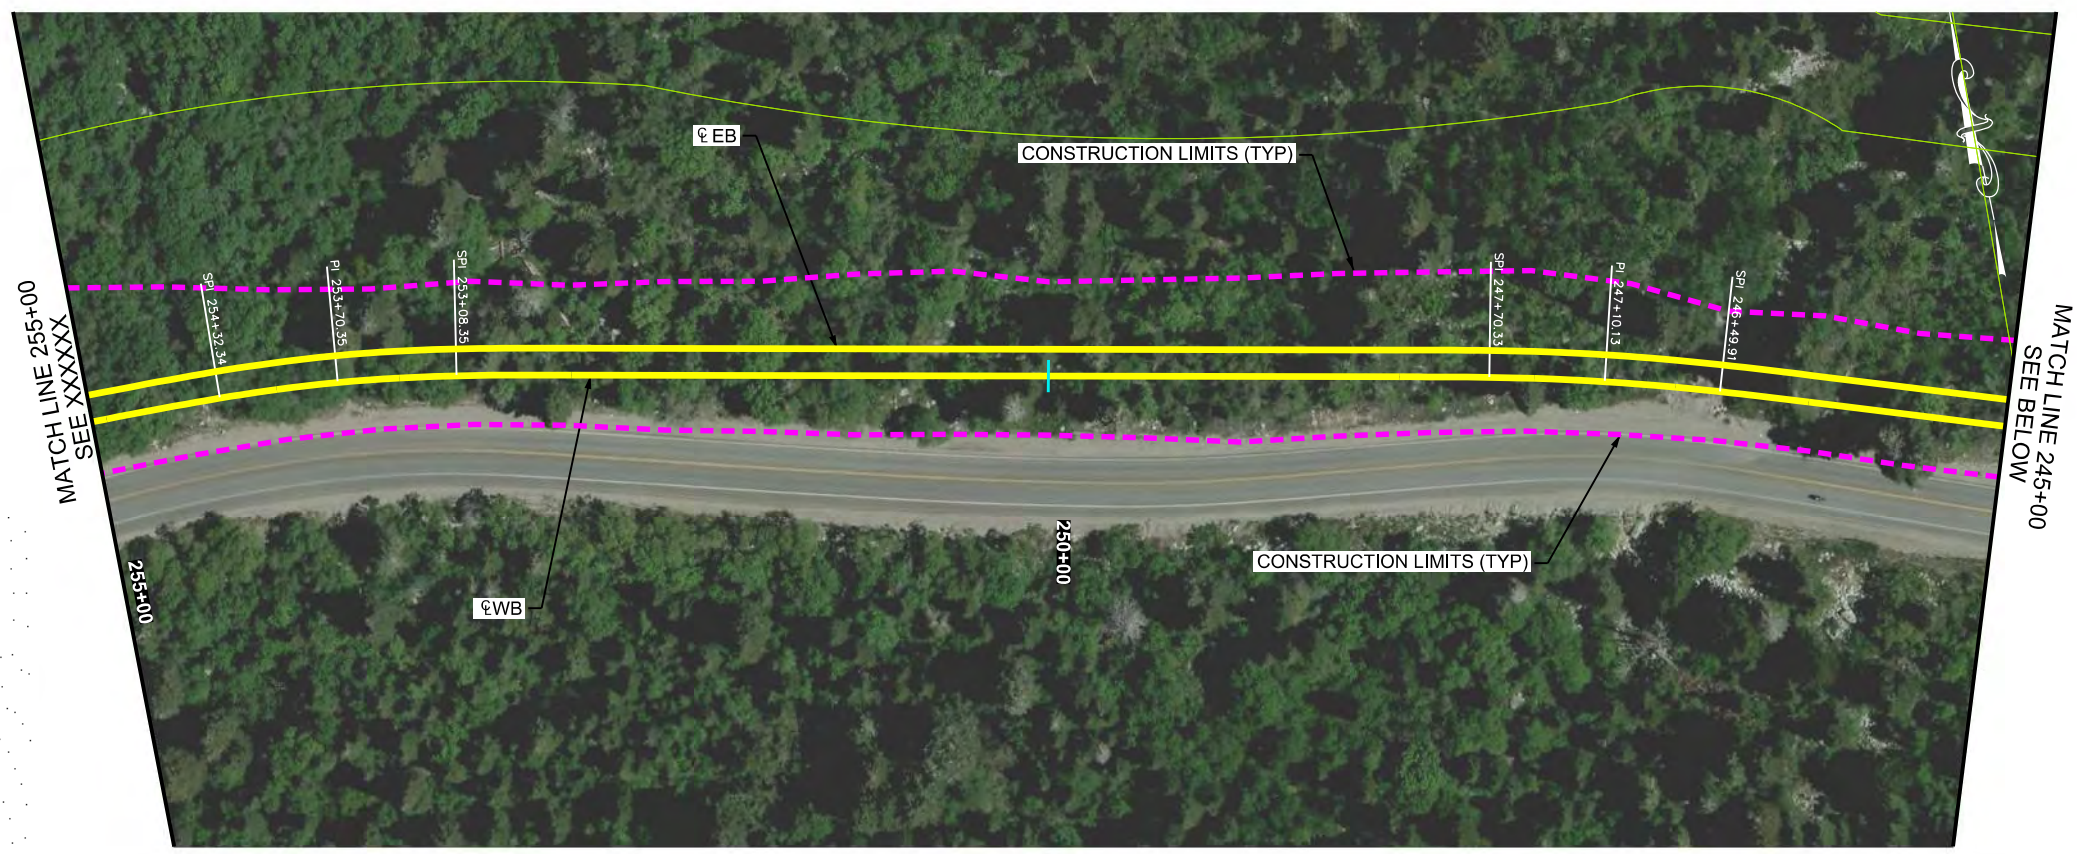 ℄ EB
CONSTRUCTION LIMITS (TYP)
MATCH LINE 255+00
SEE XXXXXX
SPI 254+32.34
PI 253+70.35
SPI 253+08.35
SPI 247+70.33
PI 247+10.13
SPI 246+49.91
MATCH LINE 245+00
SEE BELOW
255+00
250+00
CONSTRUCTION LIMITS (TYP)
℄ WB